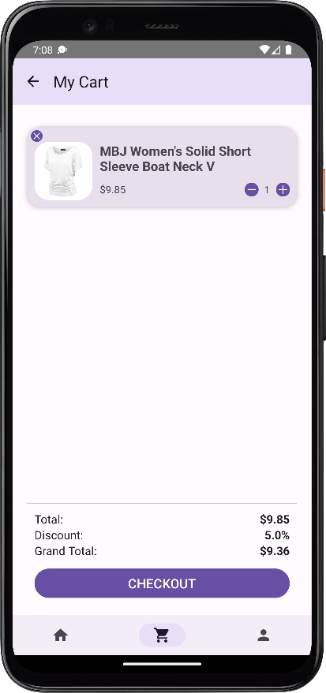 7:08
My Cart
MBJ Women's Solid Short
Sleeve Boat Neck V
$9.85
1
Total: $9.85
Discount: 5.0%
Grand Total: $9.36
CHECKOUT